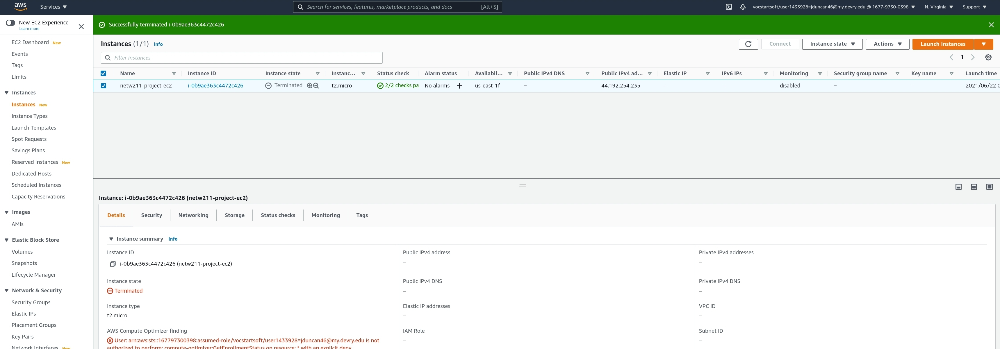 aws Services Search for services, features, marketplace products, and docs [Alt+S] vocstartsoft/user1433928=jduncan46@my.devry.edu @ 1677-9730-0398 N. Virginia Support
New EC2 Experience
Learn more
EC2 Dashboard New
Events
Tags
Limits
Instances
Instances New
Instance Types
Launch Templates
Spot Requests
Savings Plans
Reserved Instances New
Dedicated Hosts
Scheduled Instances
Capacity Reservations
Images
AMIs
Elastic Block Store
Volumes
Snapshots
Lifecycle Manager
Network & Security
Security Groups
Elastic IPs
Placement Groups
Key Pairs
Network Interfaces New
Successfully terminated i-0b9ae363c4472c426
Instances (1/1) Info Connect Instance state Actions Launch instances
Filter instances 1
Name Instance ID Instance state Instanc... Status check Alarm status Availabil... Public IPv4 DNS Public IPv4 ad... Elastic IP IPv6 IPs Monitoring Security group name Key name Launch time
netw211-project-ec2 i-0b9ae363c4472c426 Terminated t2.micro 2/2 checks pa No alarms + us-east-1f – 44.192.254.235 – – disabled – – 2021/06/22 0
Instance: i-0b9ae363c4472c426 (netw211-project-ec2)
Details Security Networking Storage Status checks Monitoring Tags
Instance summary Info
Instance ID Public IPv4 address Private IPv4 addresses
i-0b9ae363c4472c426 (netw211-project-ec2) – –
Instance state Public IPv4 DNS Private IPv4 DNS
Terminated – –
Instance type Elastic IP addresses VPC ID
t2.micro – –
AWS Compute Optimizer finding IAM Role Subnet ID
User: arn:aws:sts::167797300398:assumed-role/vocstartsoft/user1433928=jduncan46@my.devry.edu is not – –
authorized to perform: compute-optimizer:GetEnrollmentStatus on resource: * with an explicit deny